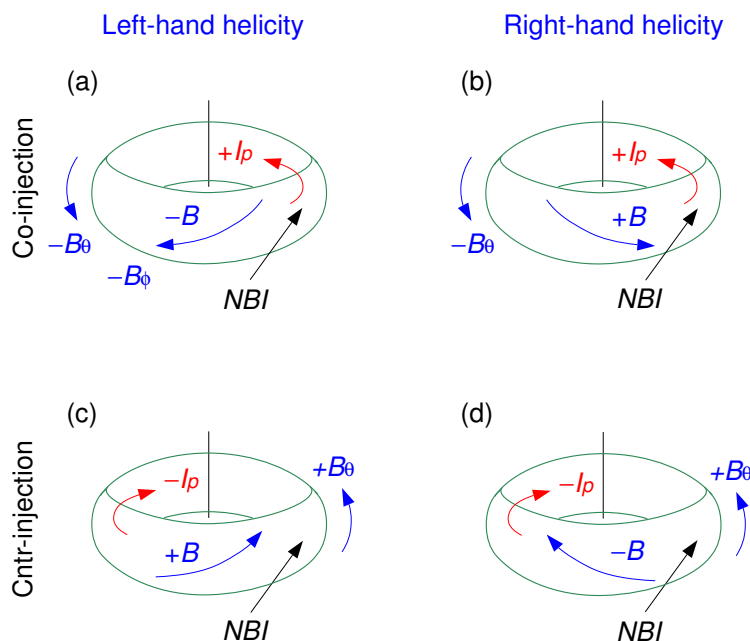 Left-hand helicity
Right-hand helicity
Co-injection
(a)
+Ip
−B
−Bθ
−Bϕ
NBI
(b)
+Ip
+B
−Bθ
NBI
Cntr-injection
(c)
−Ip
+Bθ
+B
NBI
(d)
−Ip
+Bθ
−B
NBI